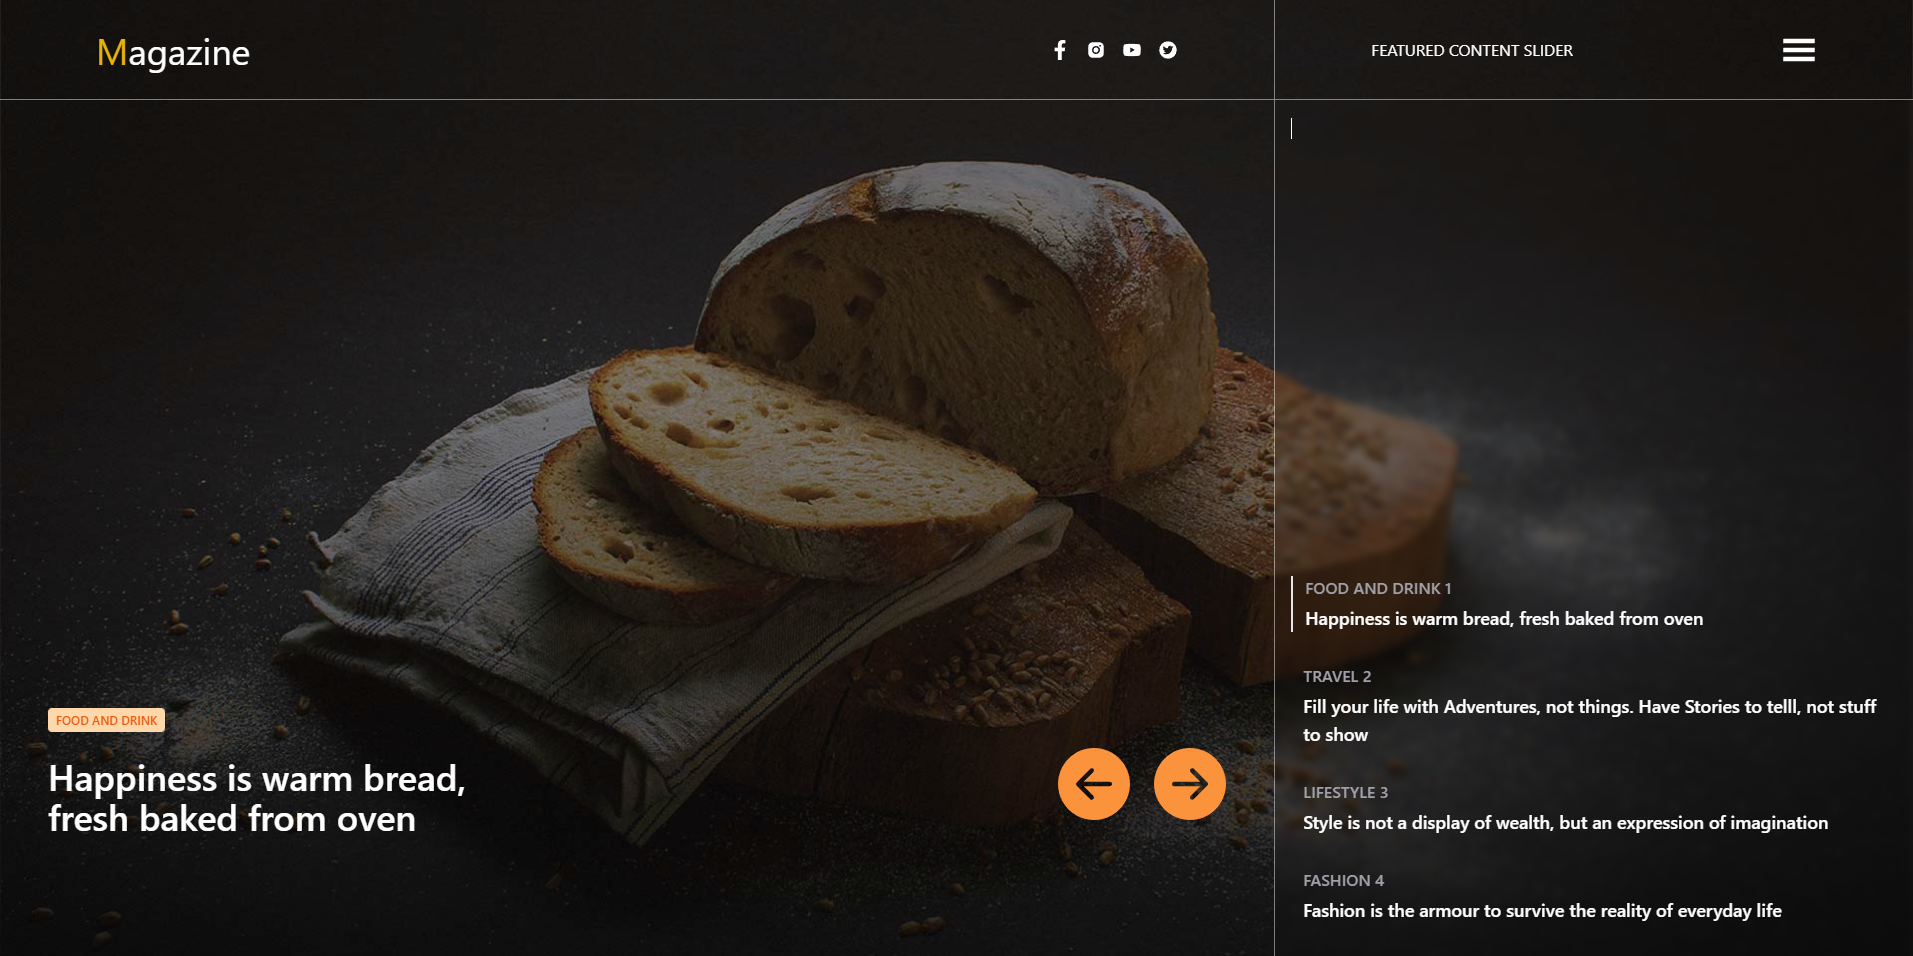 Magazine
FEATURED CONTENT SLIDER
FOOD AND DRINK
Happiness is warm bread,
fresh baked from oven
FOOD AND DRINK 1
Happiness is warm bread, fresh baked from oven
TRAVEL 2
Fill your life with Adventures, not things. Have Stories to telll, not stuff
to show
LIFESTYLE 3
Style is not a display of wealth, but an expression of imagination
FASHION 4
Fashion is the armour to survive the reality of everyday life